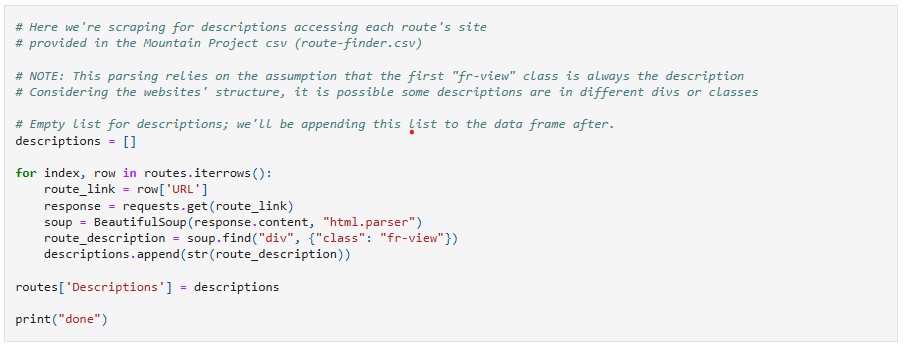 # Here we're scraping for descriptions accessing each route's site
# provided in the Mountain Project csv (route-finder.csv)
# NOTE: This parsing relies on the assumption that the first "fr-view" class is always the description
# Considering the websites' structure, it is possible some descriptions are in different divs or classes
# Empty list for descriptions; we'll be appending this list to the data frame after.
descriptions = []
for index, row in routes.iterrows():
    route_link = row['URL']
    response = requests.get(route_link)
    soup = BeautifulSoup(response.content, "html.parser")
    route_description = soup.find("div", {"class": "fr-view"})
    descriptions.append(str(route_description))
routes['Descriptions'] = descriptions
print("done")